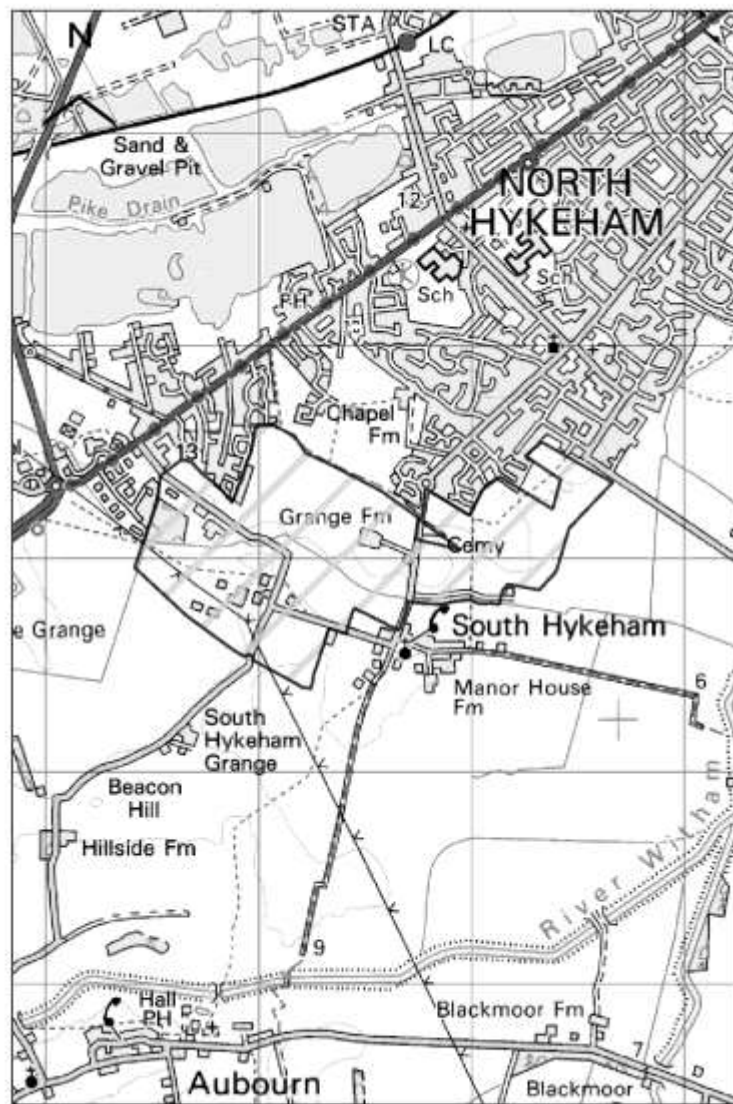 N
STA
LC
Sand &
Gravel Pit
Pike Drain
12
NORTH
HYKEHAM
Sch
Sch
PH
Chapel
Fm
13
Grange Fm
Cemy
e Grange
South Hykeham
Manor House
Fm
6
South
Hykeham
Grange
Beacon
Hill
Hillside Fm
River Witham
9
Hall
PH
Blackmoor Fm
7
Aubourn
Blackmoor